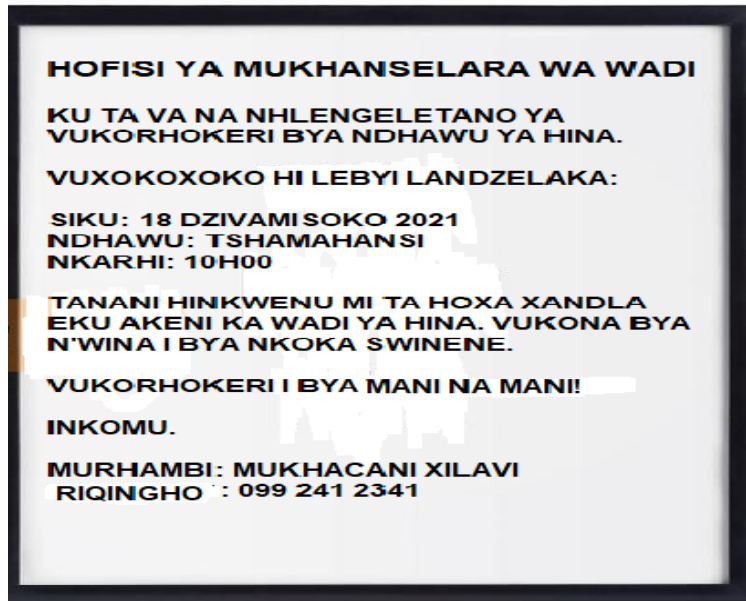 HOFISI YA MUKHANSELARA WA WADI
KU TA VA NA NHLENGELETANO YA
VUKORHOKERI BYA NDHAWU YA HINA.
VUXOKOXOKO HI LEBYI LANDZELAKA:
SIKU: 18 DZIVAMISOKO 2021
NDHAWU: TSHAMAHANSI
NKARHI: 10H00
TANANI HINKWENU MI TA HOXA XANDLA
EKU AKENI KA WADI YA HINA. VUKONA BYA
N'WINA I BYA NKOKA SWINENE.
VUKORHOKERI I BYA MANI NA MANI!
INKOMU.
MURHAMBI: MUKHACANI XILAVI
RIQINGHO : 099 241 2341